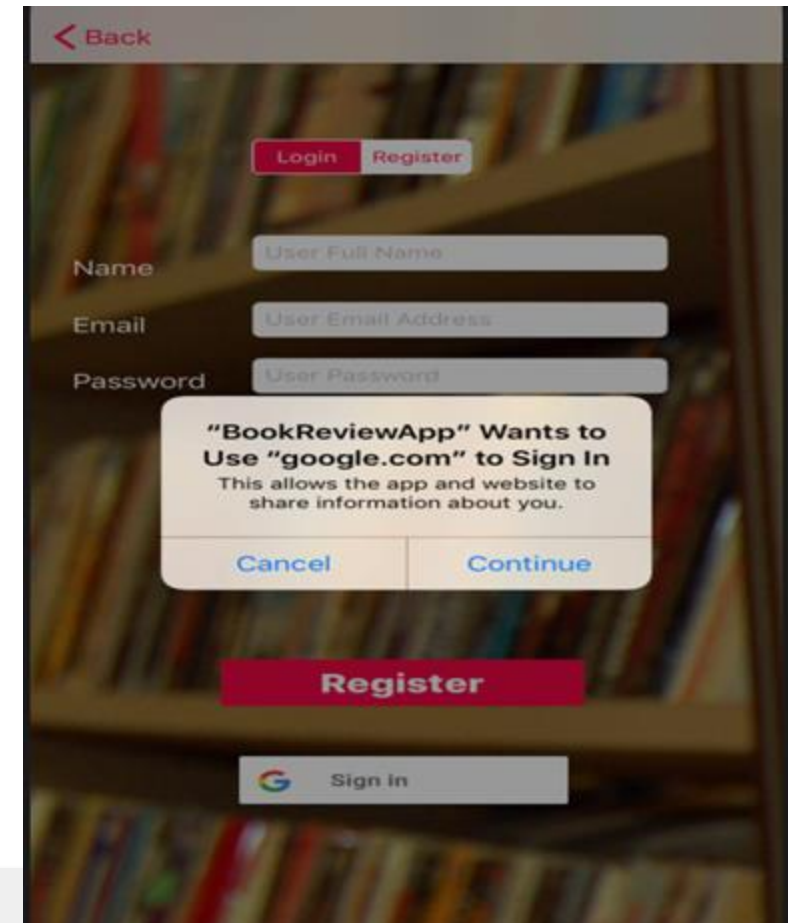 Back
Login Register
Name User Full Name
Email User Email Address
Password User Password
"BookReviewApp" Wants to
Use "google.com" to Sign In
This allows the app and website to
share information about you.
Cancel Continue
Register
G Sign in